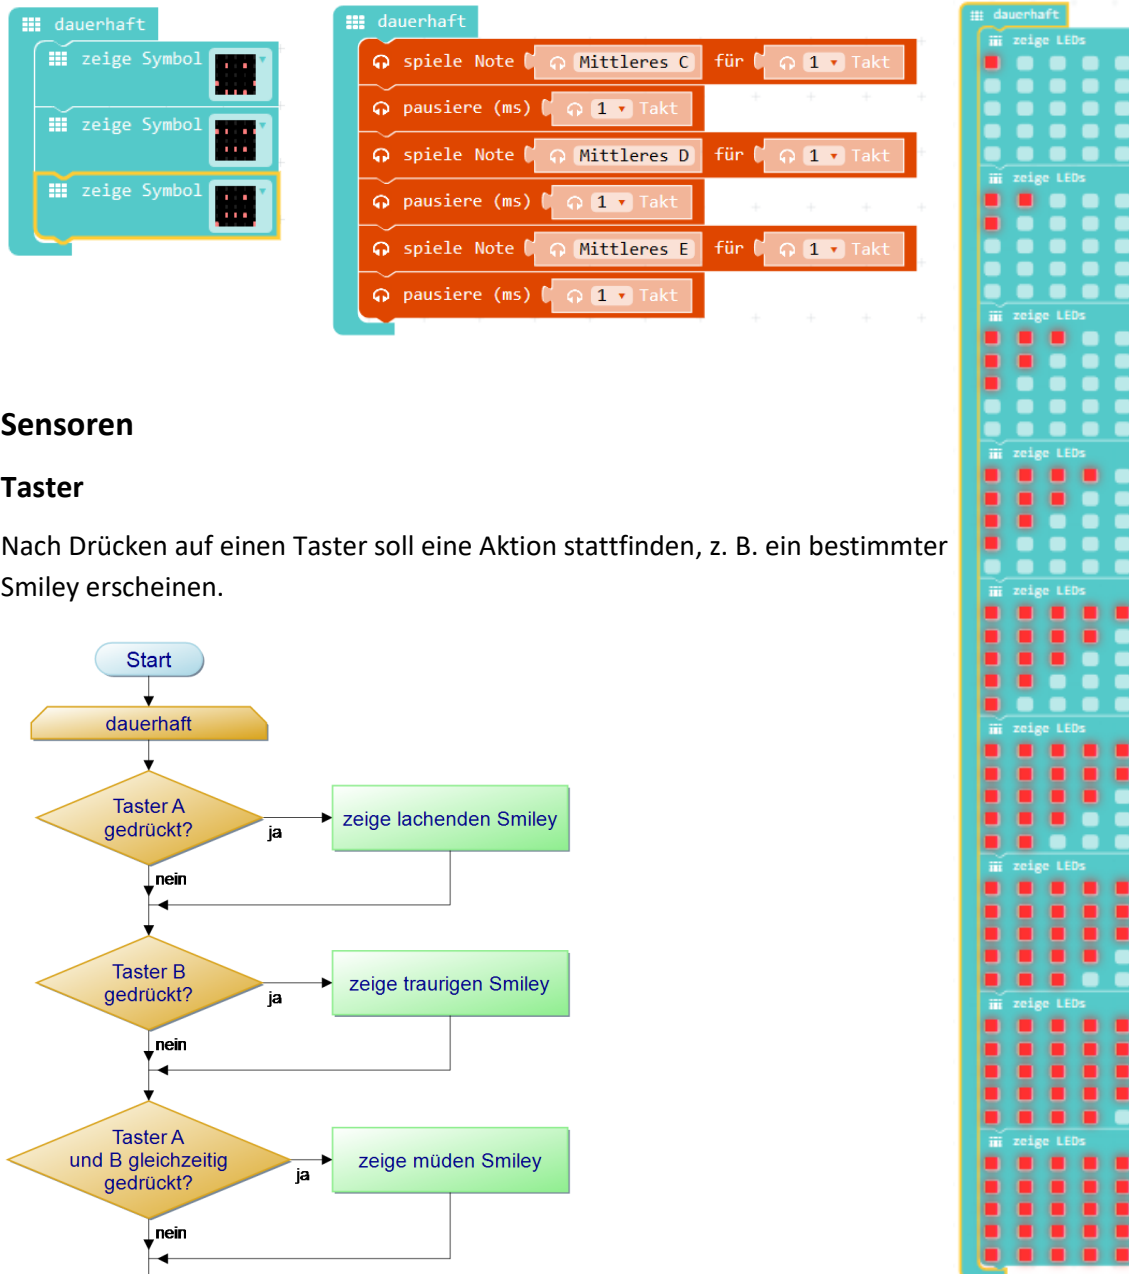 dauerhaft
zeige Symbol
zeige Symbol
zeige Symbol
dauerhaft
spiele Note Mittleres C für 1 Takt
pausiere (ms) 1 Takt
spiele Note Mittleres D für 1 Takt
pausiere (ms) 1 Takt
spiele Note Mittleres E für 1 Takt
pausiere (ms) 1 Takt
dauerhaft
zeige LEDs
zeige LEDs
zeige LEDs
zeige LEDs
zeige LEDs
zeige LEDs
zeige LEDs
zeige LEDs
zeige LEDs
Sensoren
Taster
Nach Drücken auf einen Taster soll eine Aktion stattfinden, z. B. ein bestimmter
Smiley erscheinen.
Start
dauerhaft
Taster A
gedrückt?
ja
zeige lachenden Smiley
nein
Taster B
gedrückt?
ja
zeige traurigen Smiley
nein
Taster A
und B gleichzeitig
gedrückt?
ja
zeige müden Smiley
nein